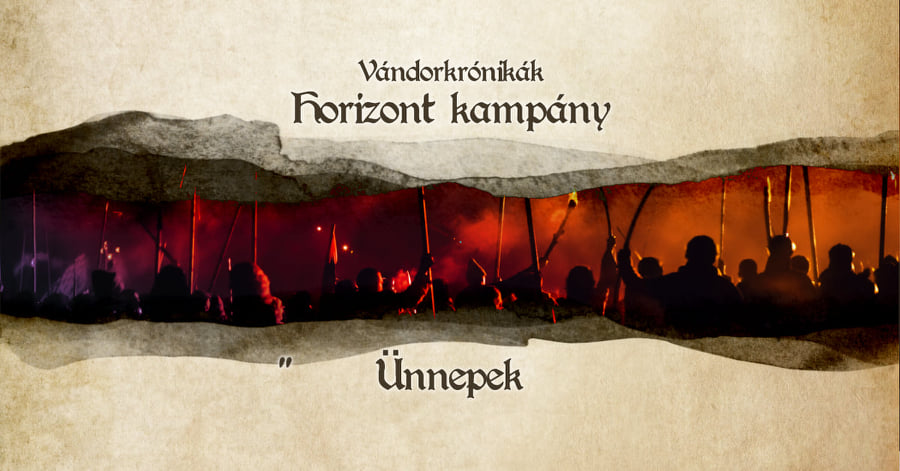 Vándorkrónikák
Horizont kampány
" Ünnepek